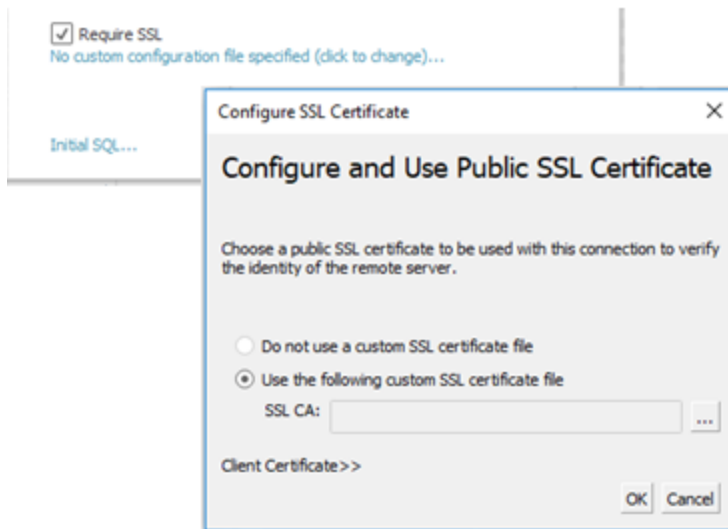 Require SSL
No custom configuration file specified (click to change)...
Initial SQL...
Configure SSL Certificate
Configure and Use Public SSL Certificate
Choose a public SSL certificate to be used with this connection to verify
the identity of the remote server.
Do not use a custom SSL certificate file
Use the following custom SSL certificate file
SSL CA:
...
Client Certificate>>
OK Cancel